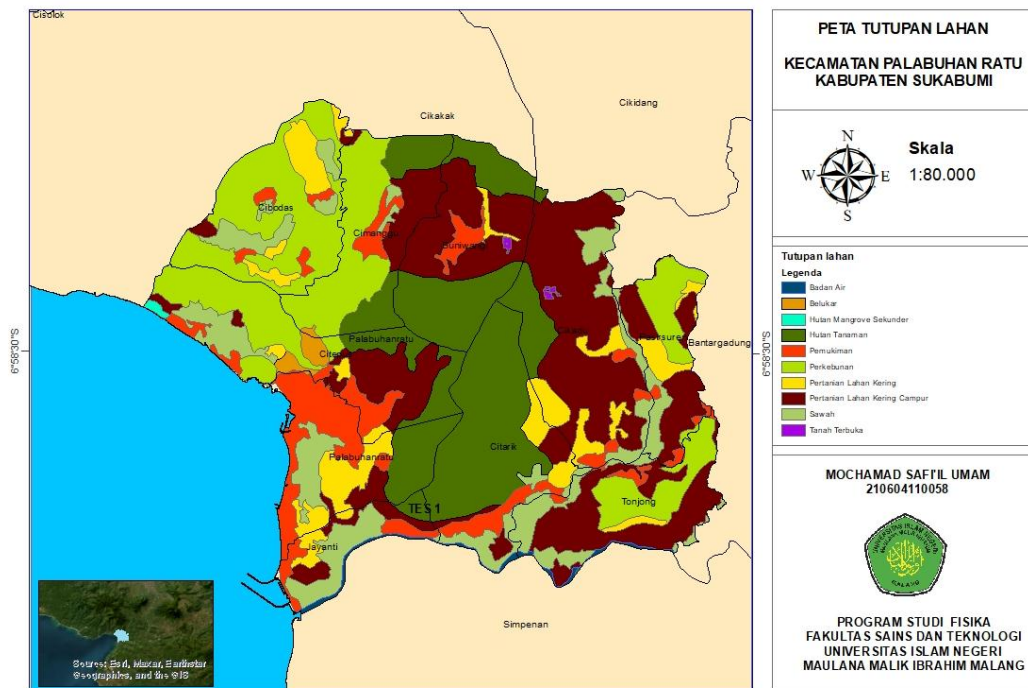 Cisolok
Cikakak
Cikidang
Cibodas
Cimanggu
Buniwangi
Bantargadung
Palabuhanratu
Citepus
Citarik
Palabuhanratu
Tonjong
TES 1
Jayanti
Simpenan
6°58'30"S
6°58'30"S
Source: Esri, Maxar, Earthstar
Geographics, and the GIS
PETA TUTUPAN LAHAN
KECAMATAN PALABUHAN RATU
KABUPATEN SUKABUMI
N
W
E
S
Skala
1:80.000
Tutupan lahan
Legenda
Badan Air
Belukar
Hutan Mangrove Sekunder
Hutan Tanaman
Pemukiman
Perkebunan
Pertanian Lahan Kering
Pertanian Lahan Kering Campur
Sawah
Tanah Terbuka
MOCHAMAD SAFI'IL UMAM
210604110058
MALANG
PROGRAM STUDI FISIKA
FAKULTAS SAINS DAN TEKNOLOGI
UNIVERSITAS ISLAM NEGERI
MAULANA MALIK IBRAHIM MALANG